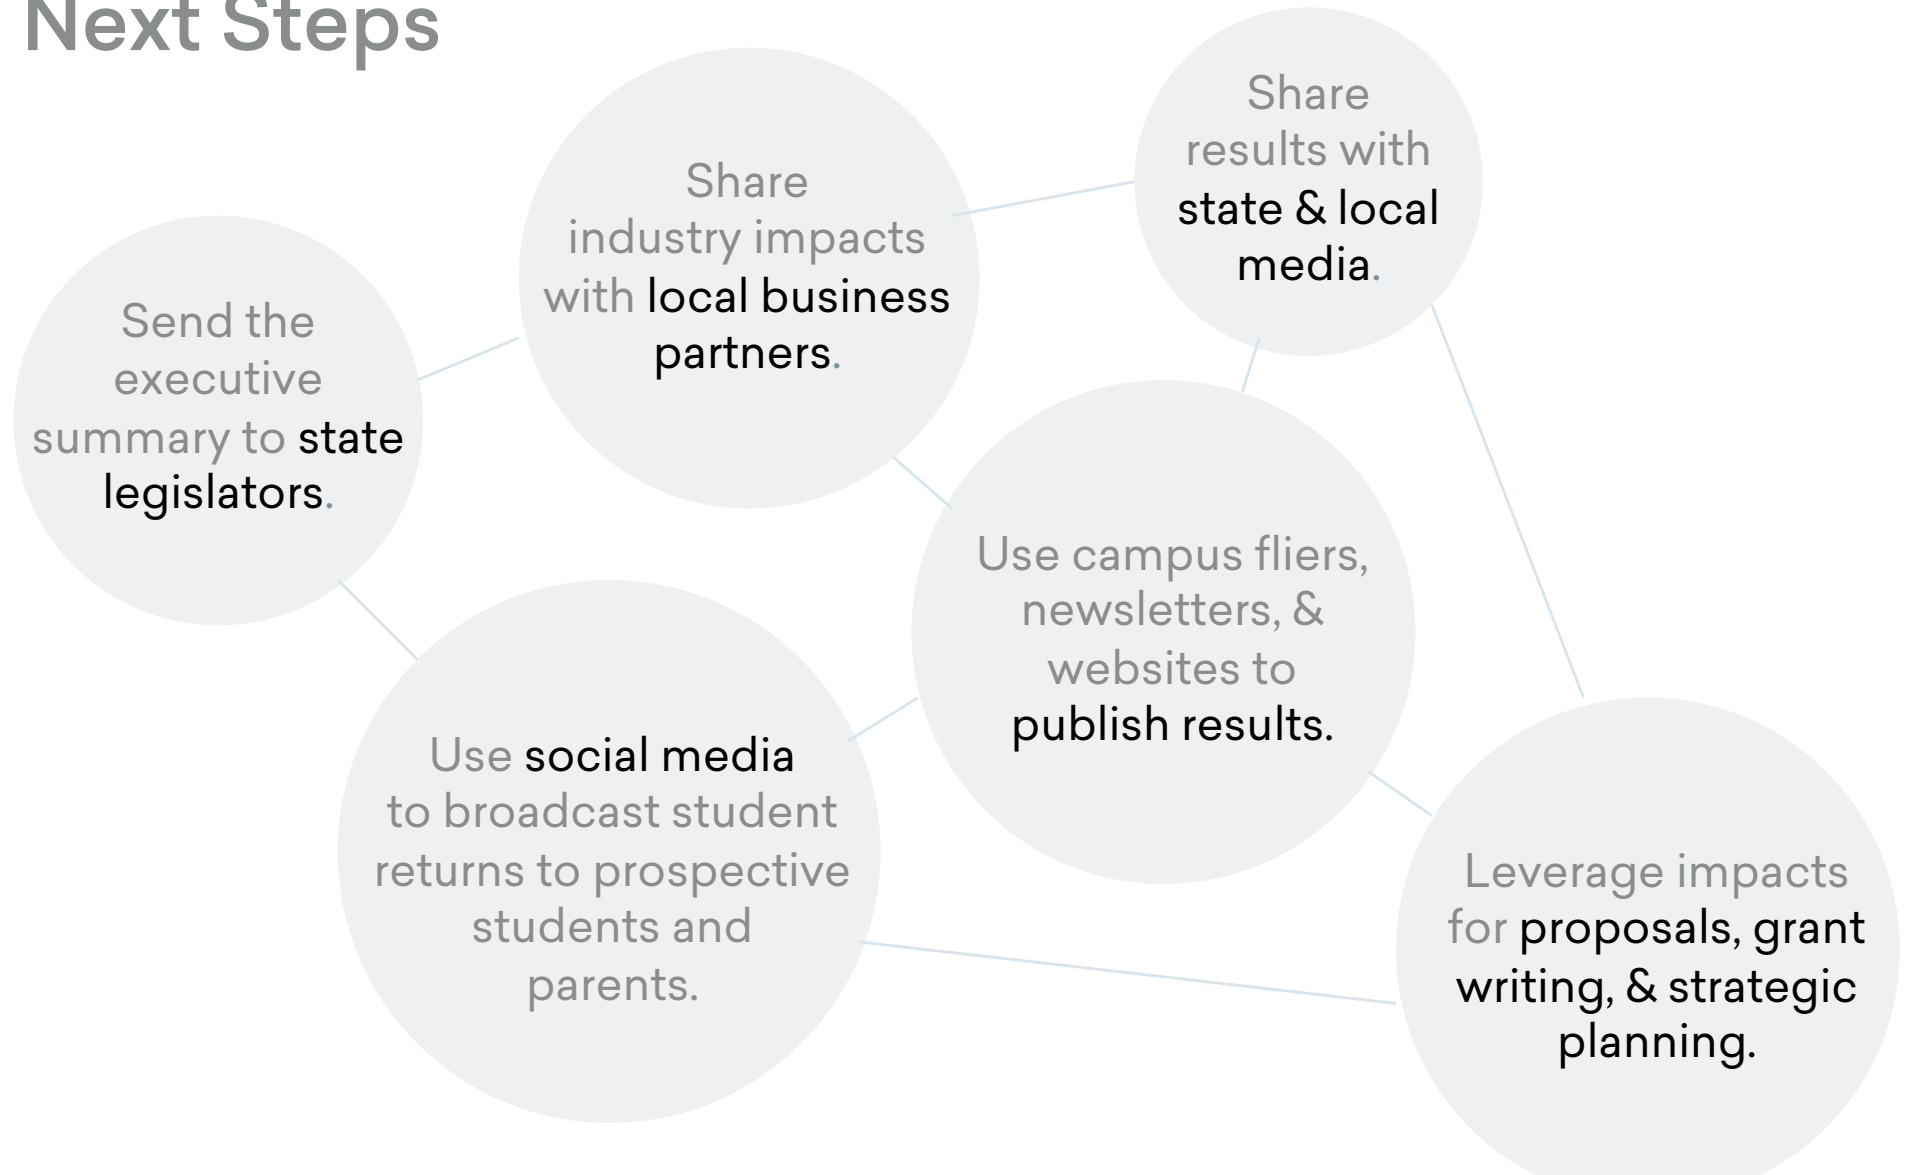 Next Steps
Send the
executive
summary to state
legislators.
Share
industry impacts
with local business
partners.
Share
results with
state & local
media.
Use social media
to broadcast student
returns to prospective
students and
parents.
Use campus fliers,
newsletters, &
websites to
publish results.
Leverage impacts
for proposals, grant
writing, & strategic
planning.